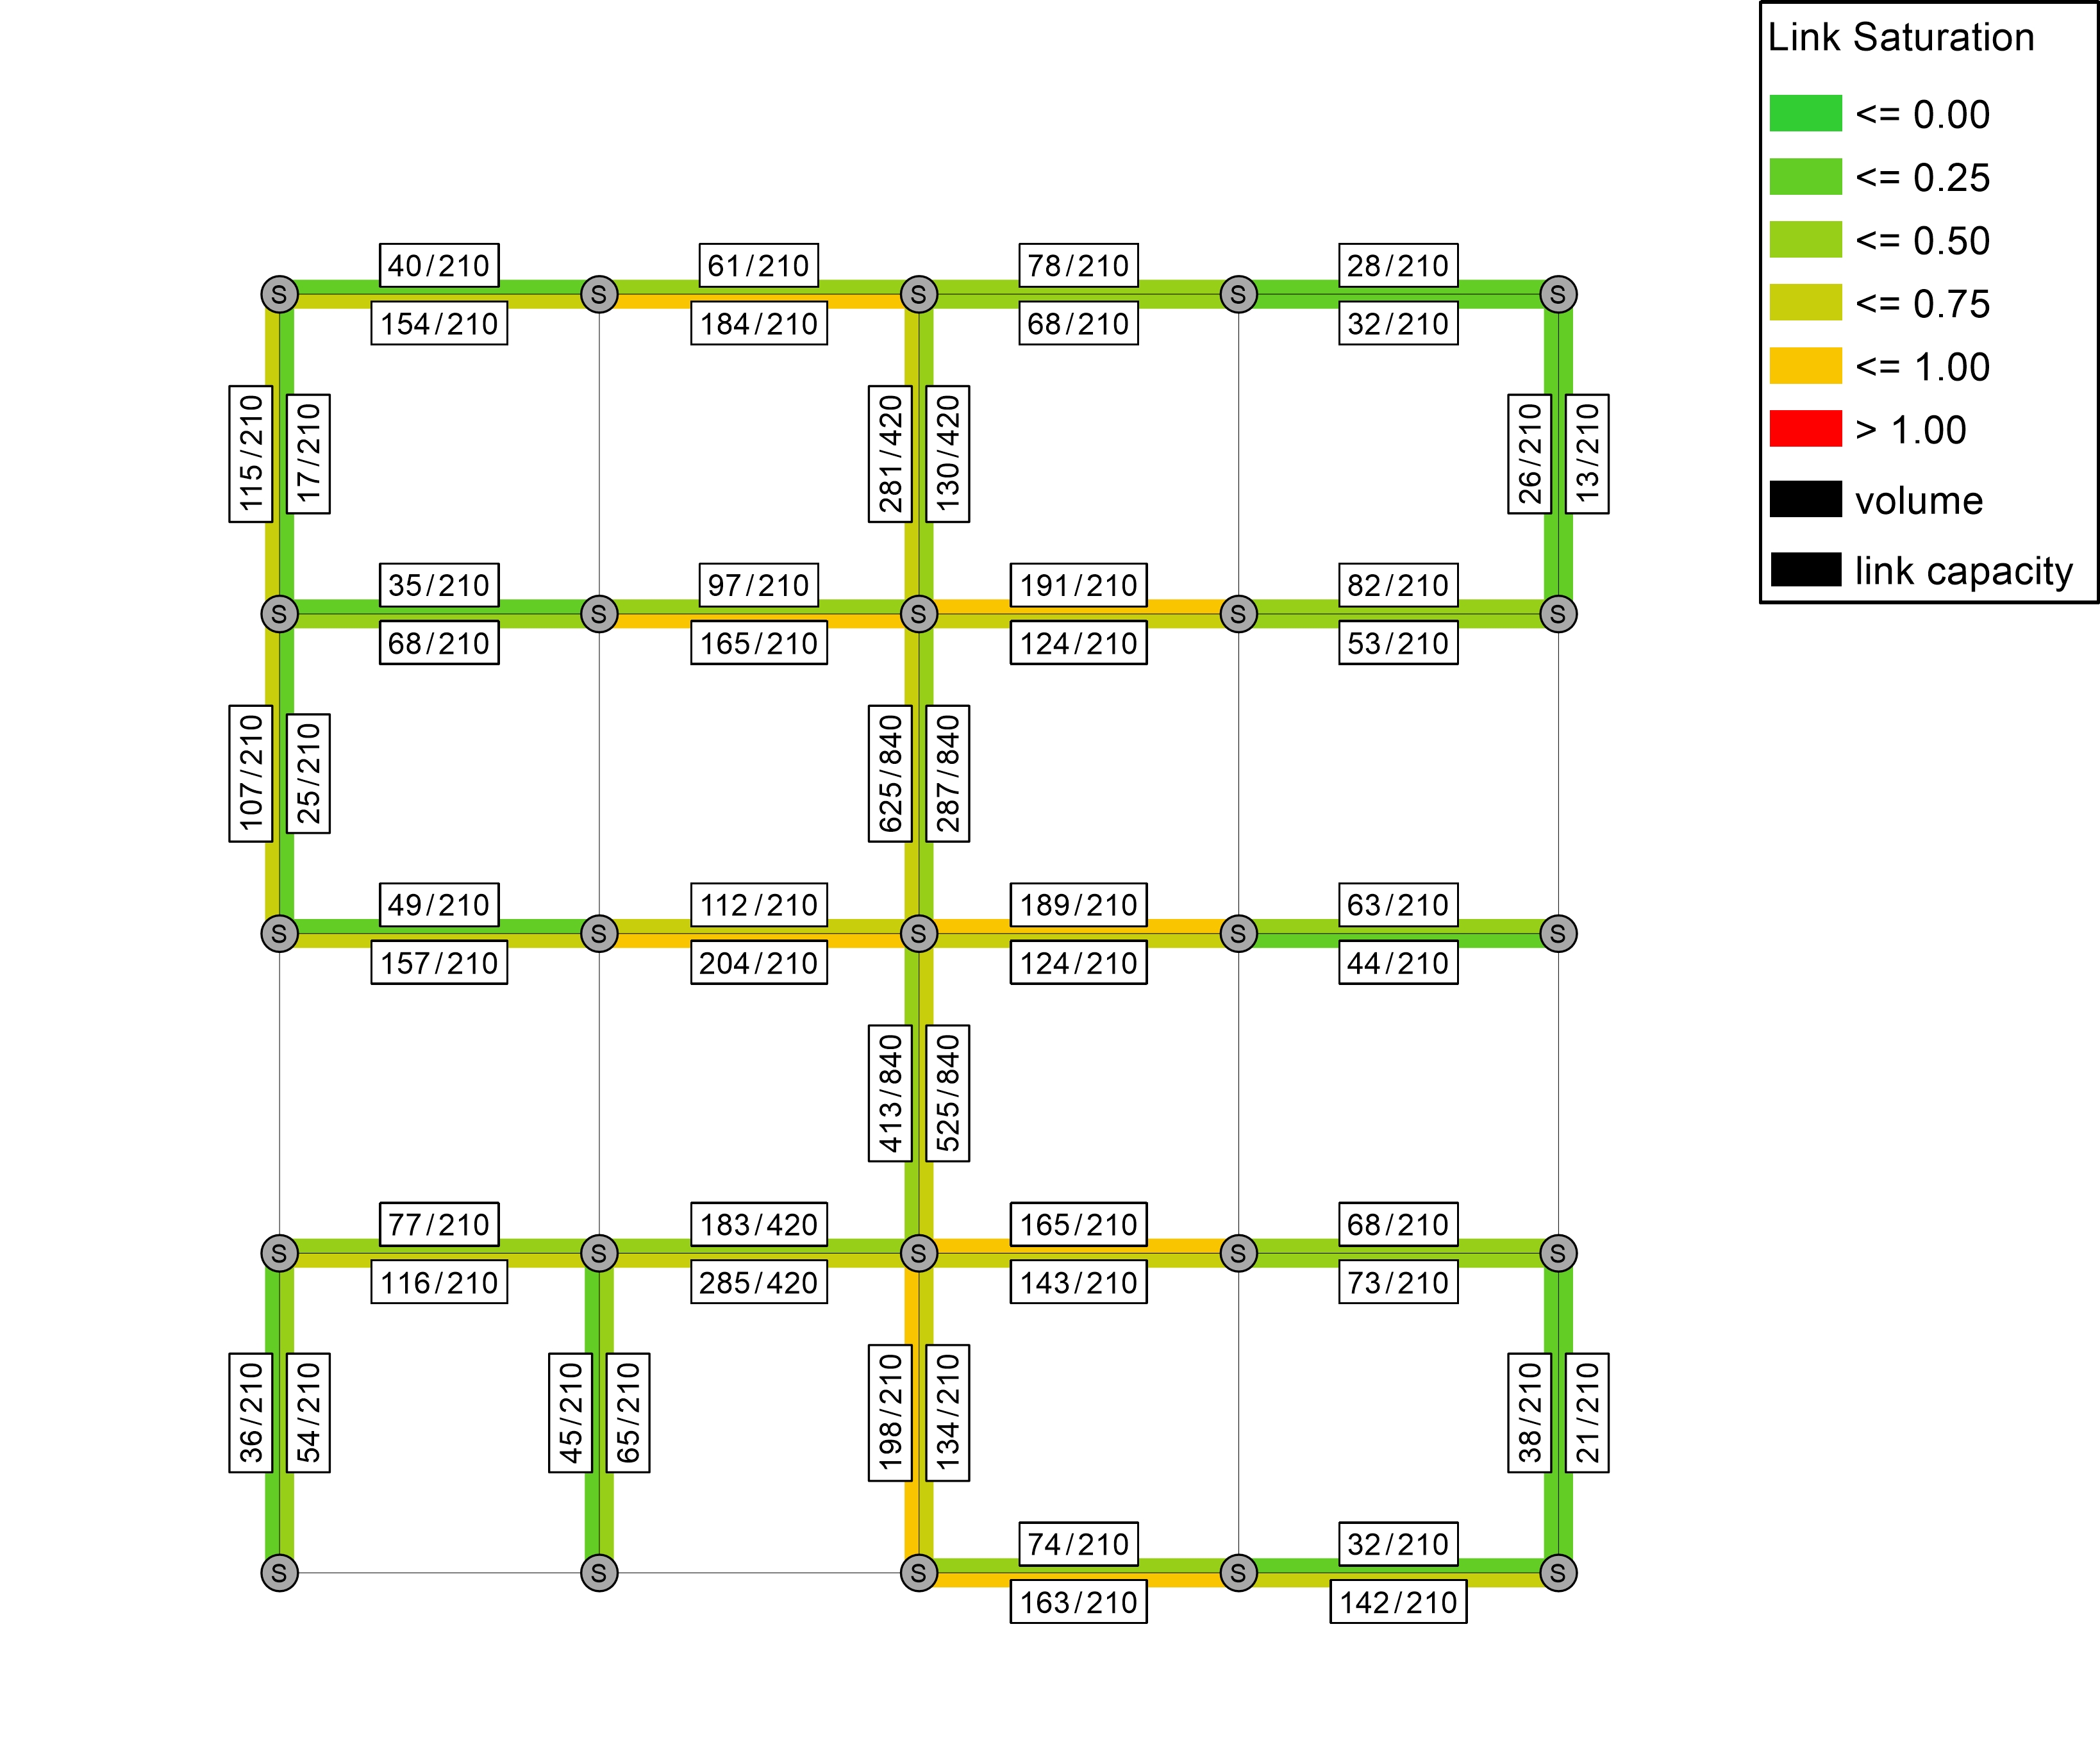 Link Saturation
<= 0.00
<= 0.25
<= 0.50
<= 0.75
<= 1.00
> 1.00
volume
link capacity
40/210
61/210
78/210
28/210
S
S
S
S
S
154/210
184/210
68/210
32/210
115/210
17/210
281/420
130/420
26/210
13/210
35/210
97/210
191/210
82/210
S
S
S
S
S
68/210
165/210
124/210
53/210
107/210
25/210
625/840
287/840
49/210
112/210
189/210
63/210
S
S
S
S
S
157/210
204/210
124/210
44/210
413/840
525/840
77/210
183/420
165/210
68/210
S
S
S
S
S
116/210
285/420
143/210
73/210
36/210
54/210
45/210
65/210
198/210
134/210
38/210
21/210
74/210
32/210
S
S
S
S
S
163/210
142/210